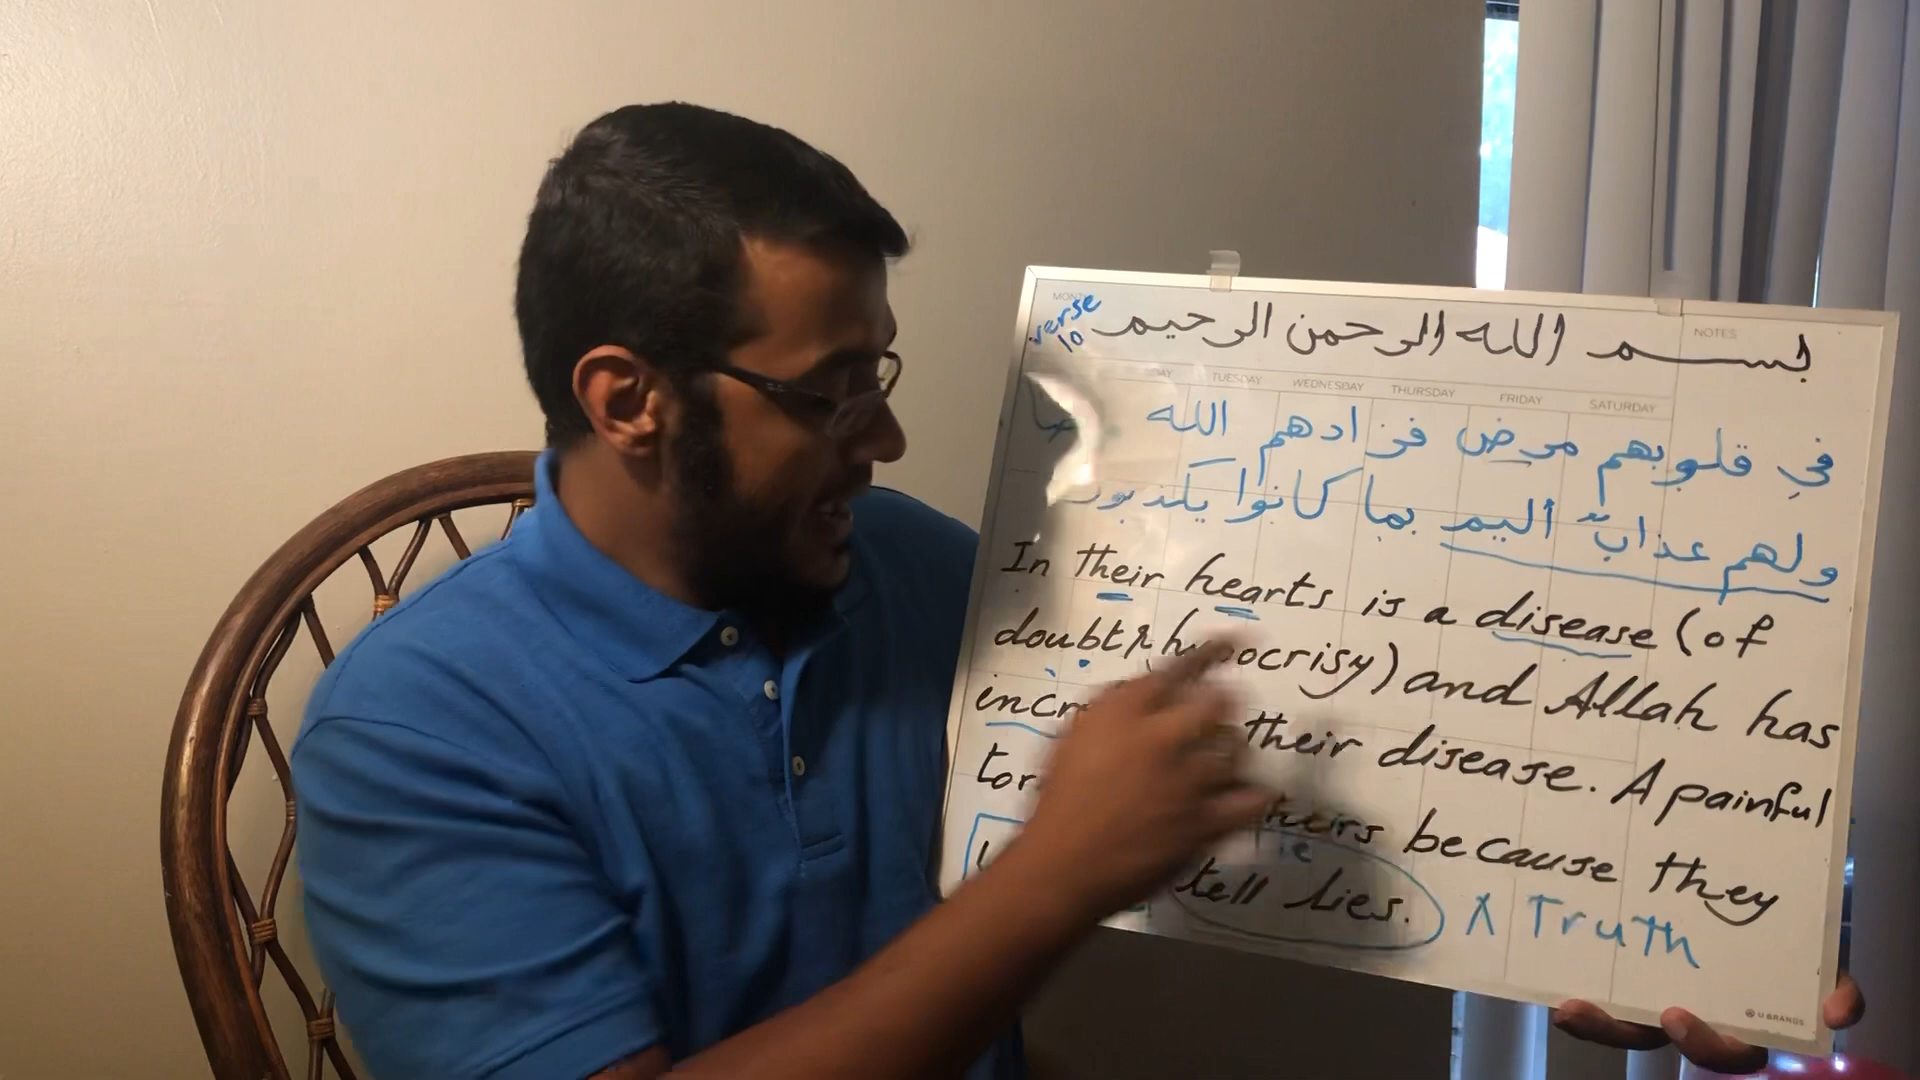 verse
10
بسم الله الرحمن الرحيم
NOTES
TUESDAY WEDNESDAY THURSDAY FRIDAY SATURDAY
في قلوبهم مرض فزادهم الله
ولهم عذابٌ أليم بما كانوا يكذبون
In their hearts is a disease (of
doubt & hypocrisy) and Allah has
their disease. A painful
theirs because they
tell lies. X Truth
U BRANDS